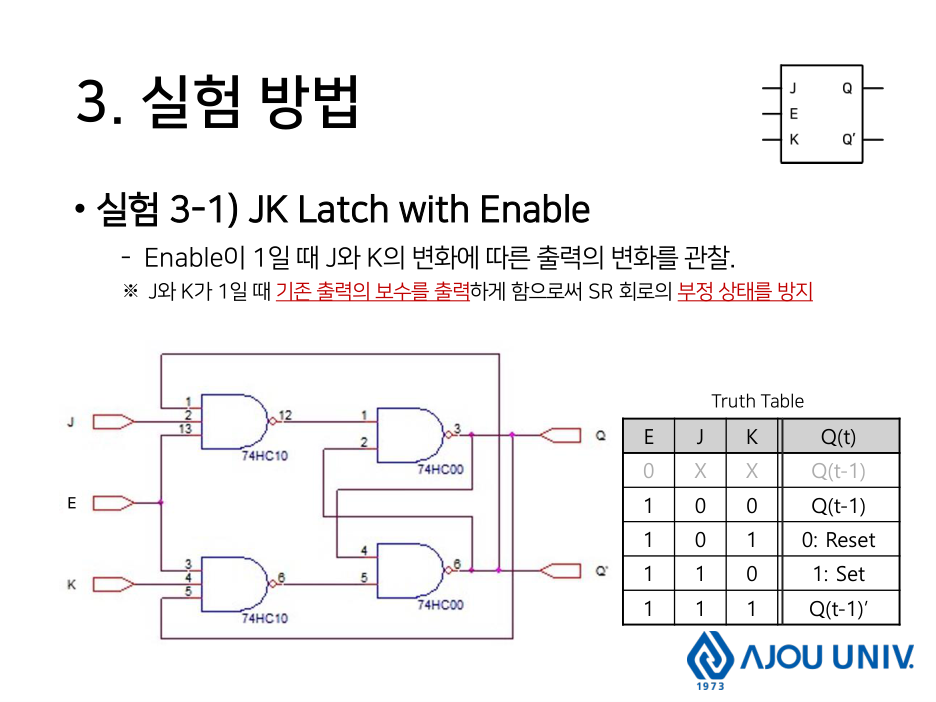 3. 실험 방법
J Q
E
K Q′
• 실험 3-1) JK Latch with Enable
- Enable이 1일 때 J와 K의 변화에 따른 출력의 변화를 관찰.
※ J와 K가 1일 때 기존 출력의 보수를 출력하게 함으로써 SR 회로의 부정 상태를 방지
J
E
K
1
2
13
12
74HC10
1
2
3
74HC00
Q
3
4
5
6
74HC10
4
5
6
74HC00
Q'
Truth Table
E J K Q(t)
0 X X Q(t-1)
1 0 0 Q(t-1)
1 0 1 0: Reset
1 1 0 1: Set
1 1 1 Q(t-1)′
AJOU UNIV.
1973